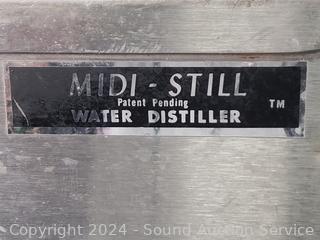 MIDI - STILL
Patent Pending
TM
WATER DISTILLER
Copyright © 2024 - Sound Auction Service